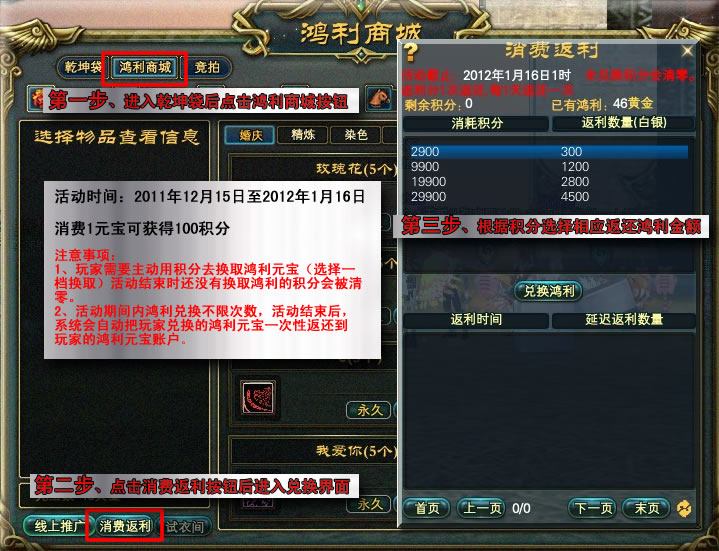 鸿利商城
乾坤袋 鸿利商城 竞拍
第一步、进入乾坤袋后点击鸿利商城按钮
选择物品查看信息
婚庆 精炼 染色
玫瑰花(5个)
活动时间：2011年12月15日至2012年1月16日
消费1元宝可获得100积分
注意事项：
1、玩家需要主动用积分去换取鸿利元宝（选择一
档换取）活动结束时还没有换取鸿利的积分会被清
零。
2、活动期间内鸿利兑换不限次数，活动结束后，
系统会自动把玩家兑换的鸿利元宝一次性返还到
玩家的鸿利元宝账户。
永久
我爱你(5个)
第二步、点击消费返利按钮后进入兑换界面
永久
线上推广 消费返利 试衣间
消费返利
活动截止：2012年1月16日1时
清零。
剩余积分：0 已有鸿利：46黄金
消耗积分 返利数量(白银)
2900 300
9900 1200
19900 2800
29900 4500
第三步、根据积分选择相应返还鸿利金额
兑换鸿利
返利时间 延迟返利数量
首页 上一页 0/0 下一页 末页